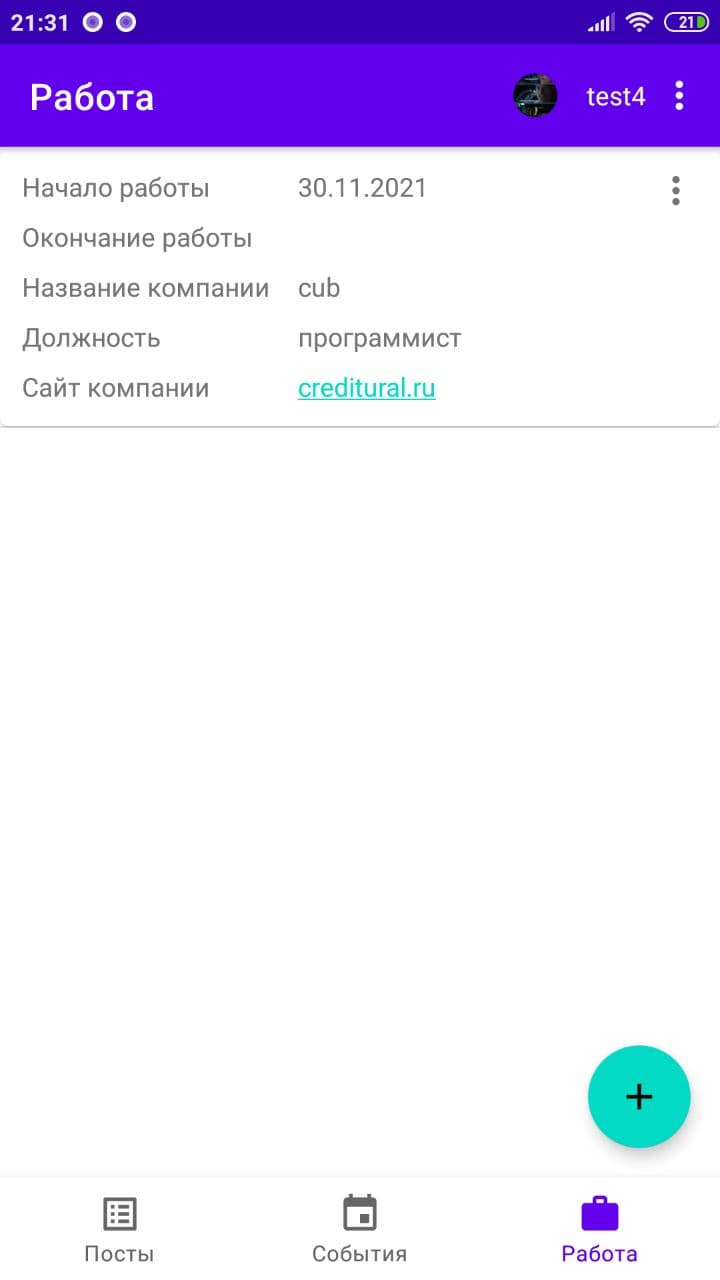 21:31 21
Работа test4
Начало работы 30.11.2021
Окончание работы
Название компании cub
Должность программист
Сайт компании creditural.ru
Посты События Работа